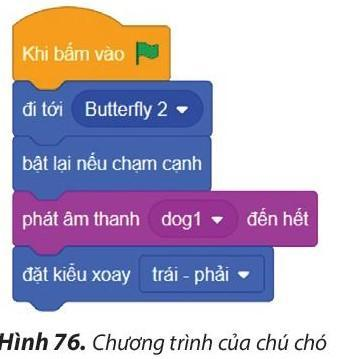 Khi bấm vào
đi tới Butterfly 2
bật lại nếu chạm cạnh
phát âm thanh dog1 đến hết
đặt kiểu xoay trái - phải
Hình 76. Chương trình của chú chó